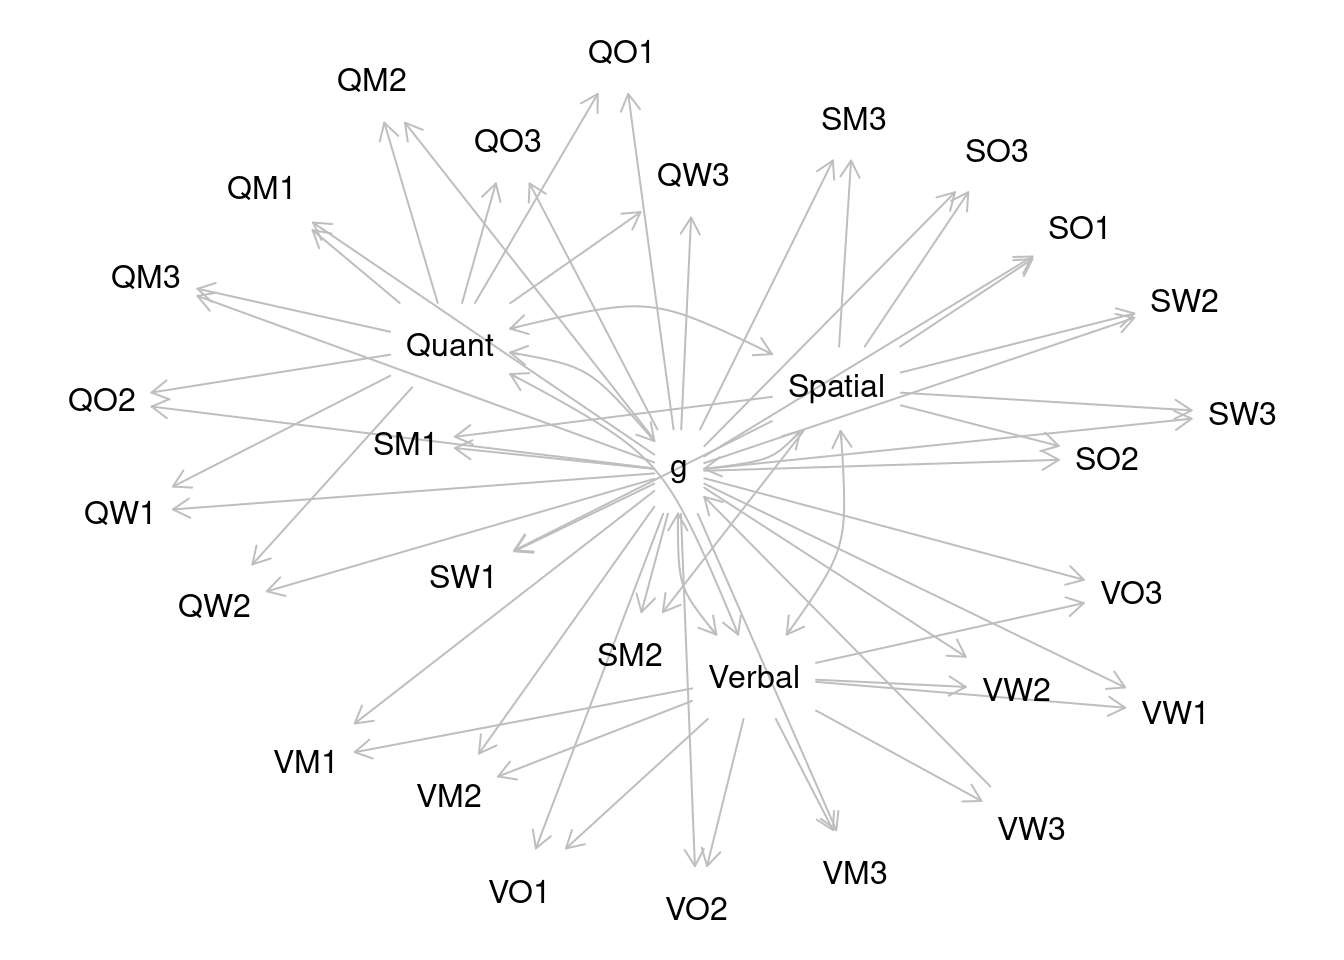 QO1
QM2
SM3
QO3
SO3
QW3
QM1
SO1
QM3
SW2
Quant
Spatial
QO2
SW3
SM1
SO2
g
QW1
SW1
VO3
QW2
SM2
Verbal
VW2
VW1
VM1
VM2
VW3
VM3
VO1
VO2